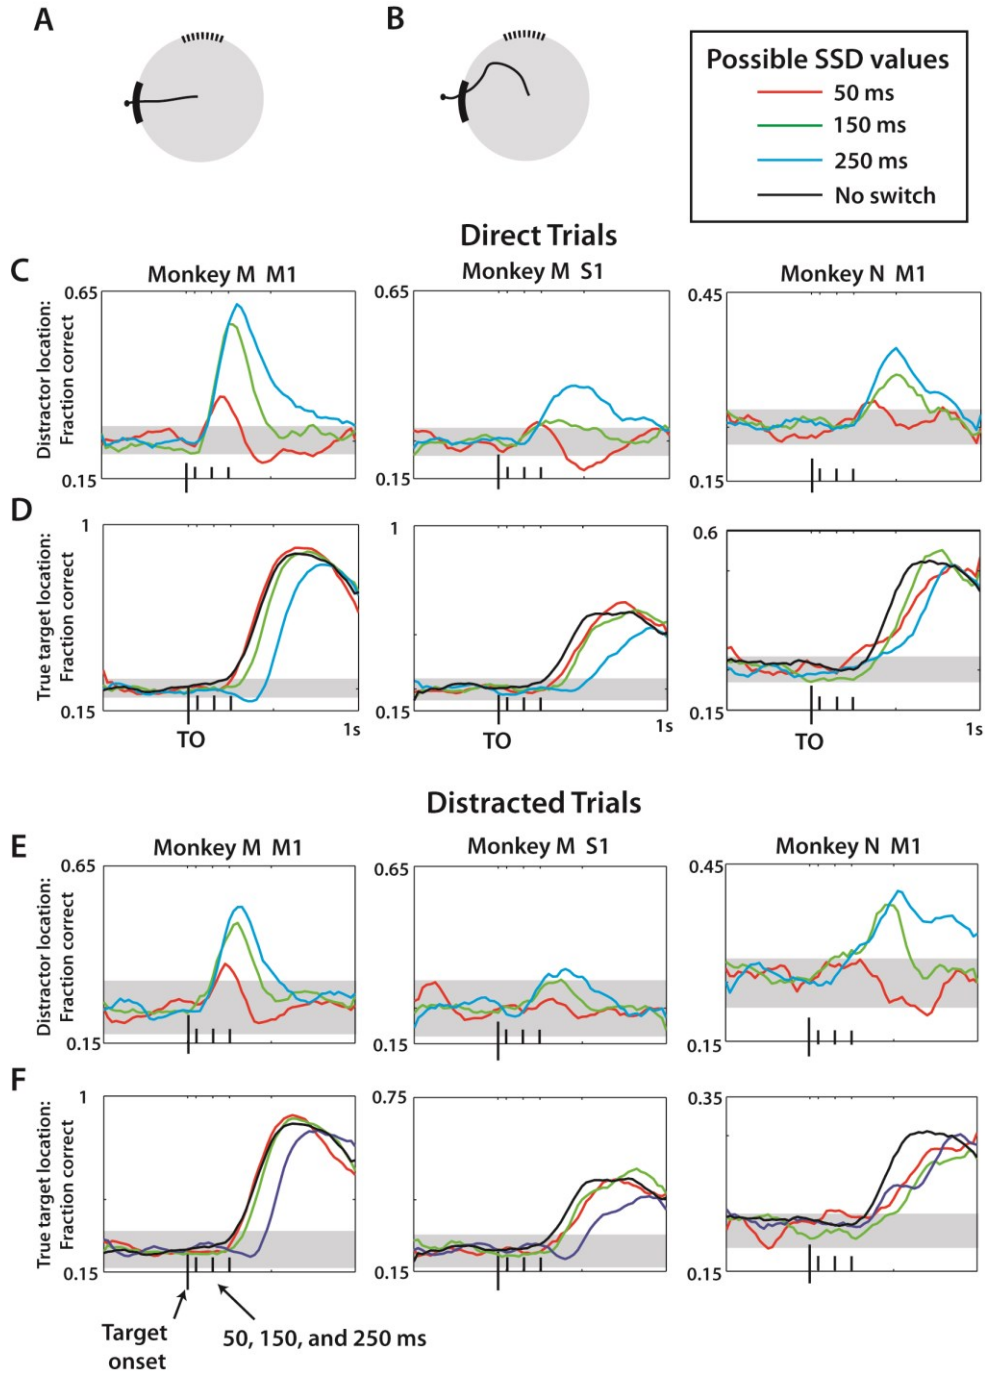 A
B
Possible SSD values
50 ms
150 ms
250 ms
No switch
Direct Trials
C
Monkey M M1
Monkey M S1
Monkey N M1
Distractor location:
Fraction correct
0.65
0.15
0.65
0.15
0.45
0.15
D
True target location:
Fraction correct
1
0.15
TO
1s
1
0.15
TO
1s
0.6
0.15
TO
1s
Distracted Trials
E
Monkey M M1
Monkey M S1
Monkey N M1
Distractor location:
Fraction correct
0.65
0.15
0.65
0.15
0.45
0.15
F
True target location:
Fraction correct
1
0.15
0.75
0.15
0.35
0.15
Target
onset
50, 150, and 250 ms